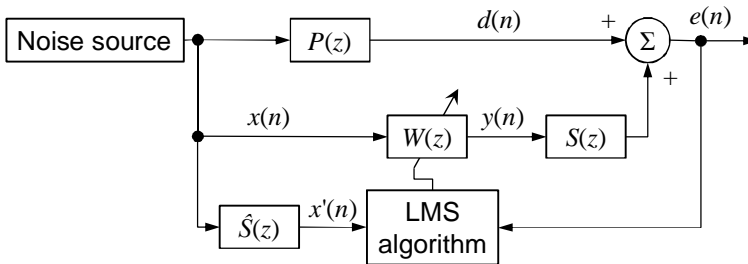 d(n)
e(n)
Noise source
P(z)
+
Σ
+
x(n)
W(z)
y(n)
S(z)
Ŝ(z)
x'(n)
LMS
algorithm